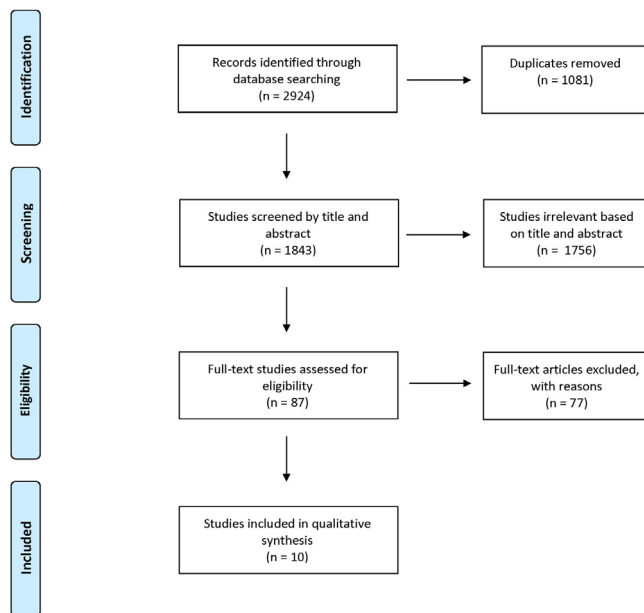 Identification
Records identified through
database searching
(n = 2924)
Duplicates removed
(n = 1081)
Screening
Studies screened by title and
abstract
(n = 1843)
Studies irrelevant based
on title and abstract
(n =  1756)
Eligibility
Full-text studies assessed for
eligibility
(n = 87)
Full-text articles excluded,
with reasons
(n = 77)
Included
Studies included in qualitative
synthesis
(n = 10)